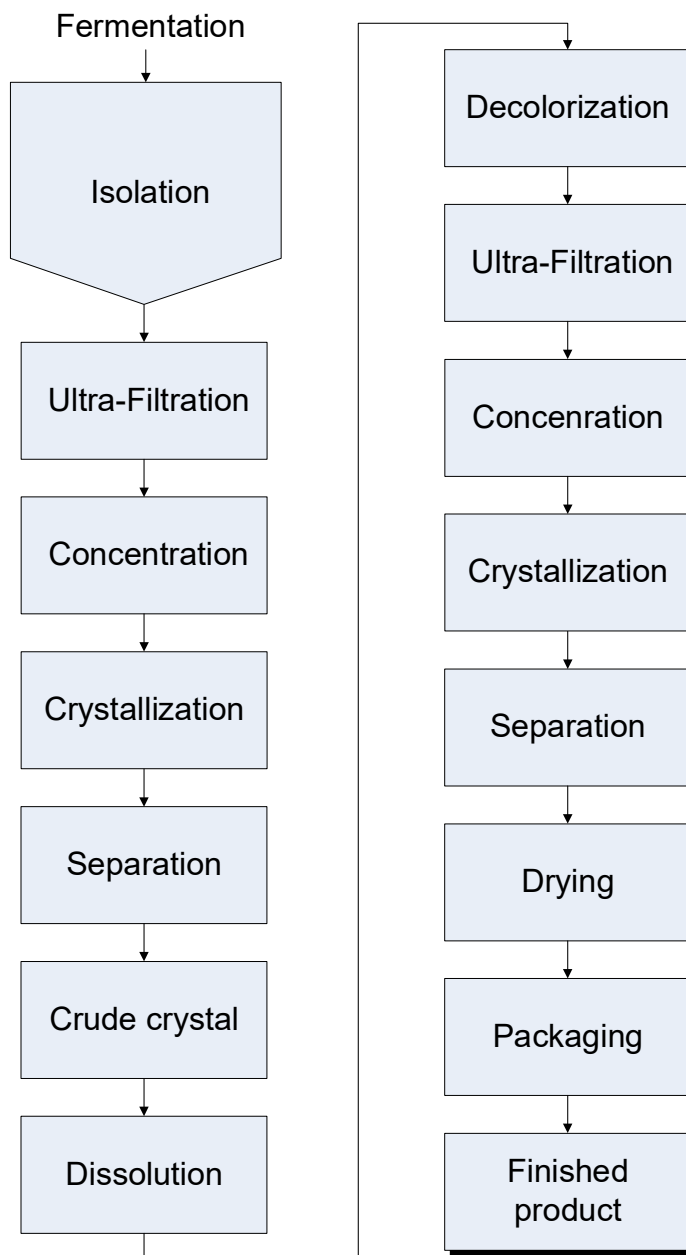 Fermentation
Isolation
Ultra-Filtration
Concentration
Crystallization
Separation
Crude crystal
Dissolution
Decolorization
Ultra-Filtration
Concenration
Crystallization
Separation
Drying
Packaging
Finished
product